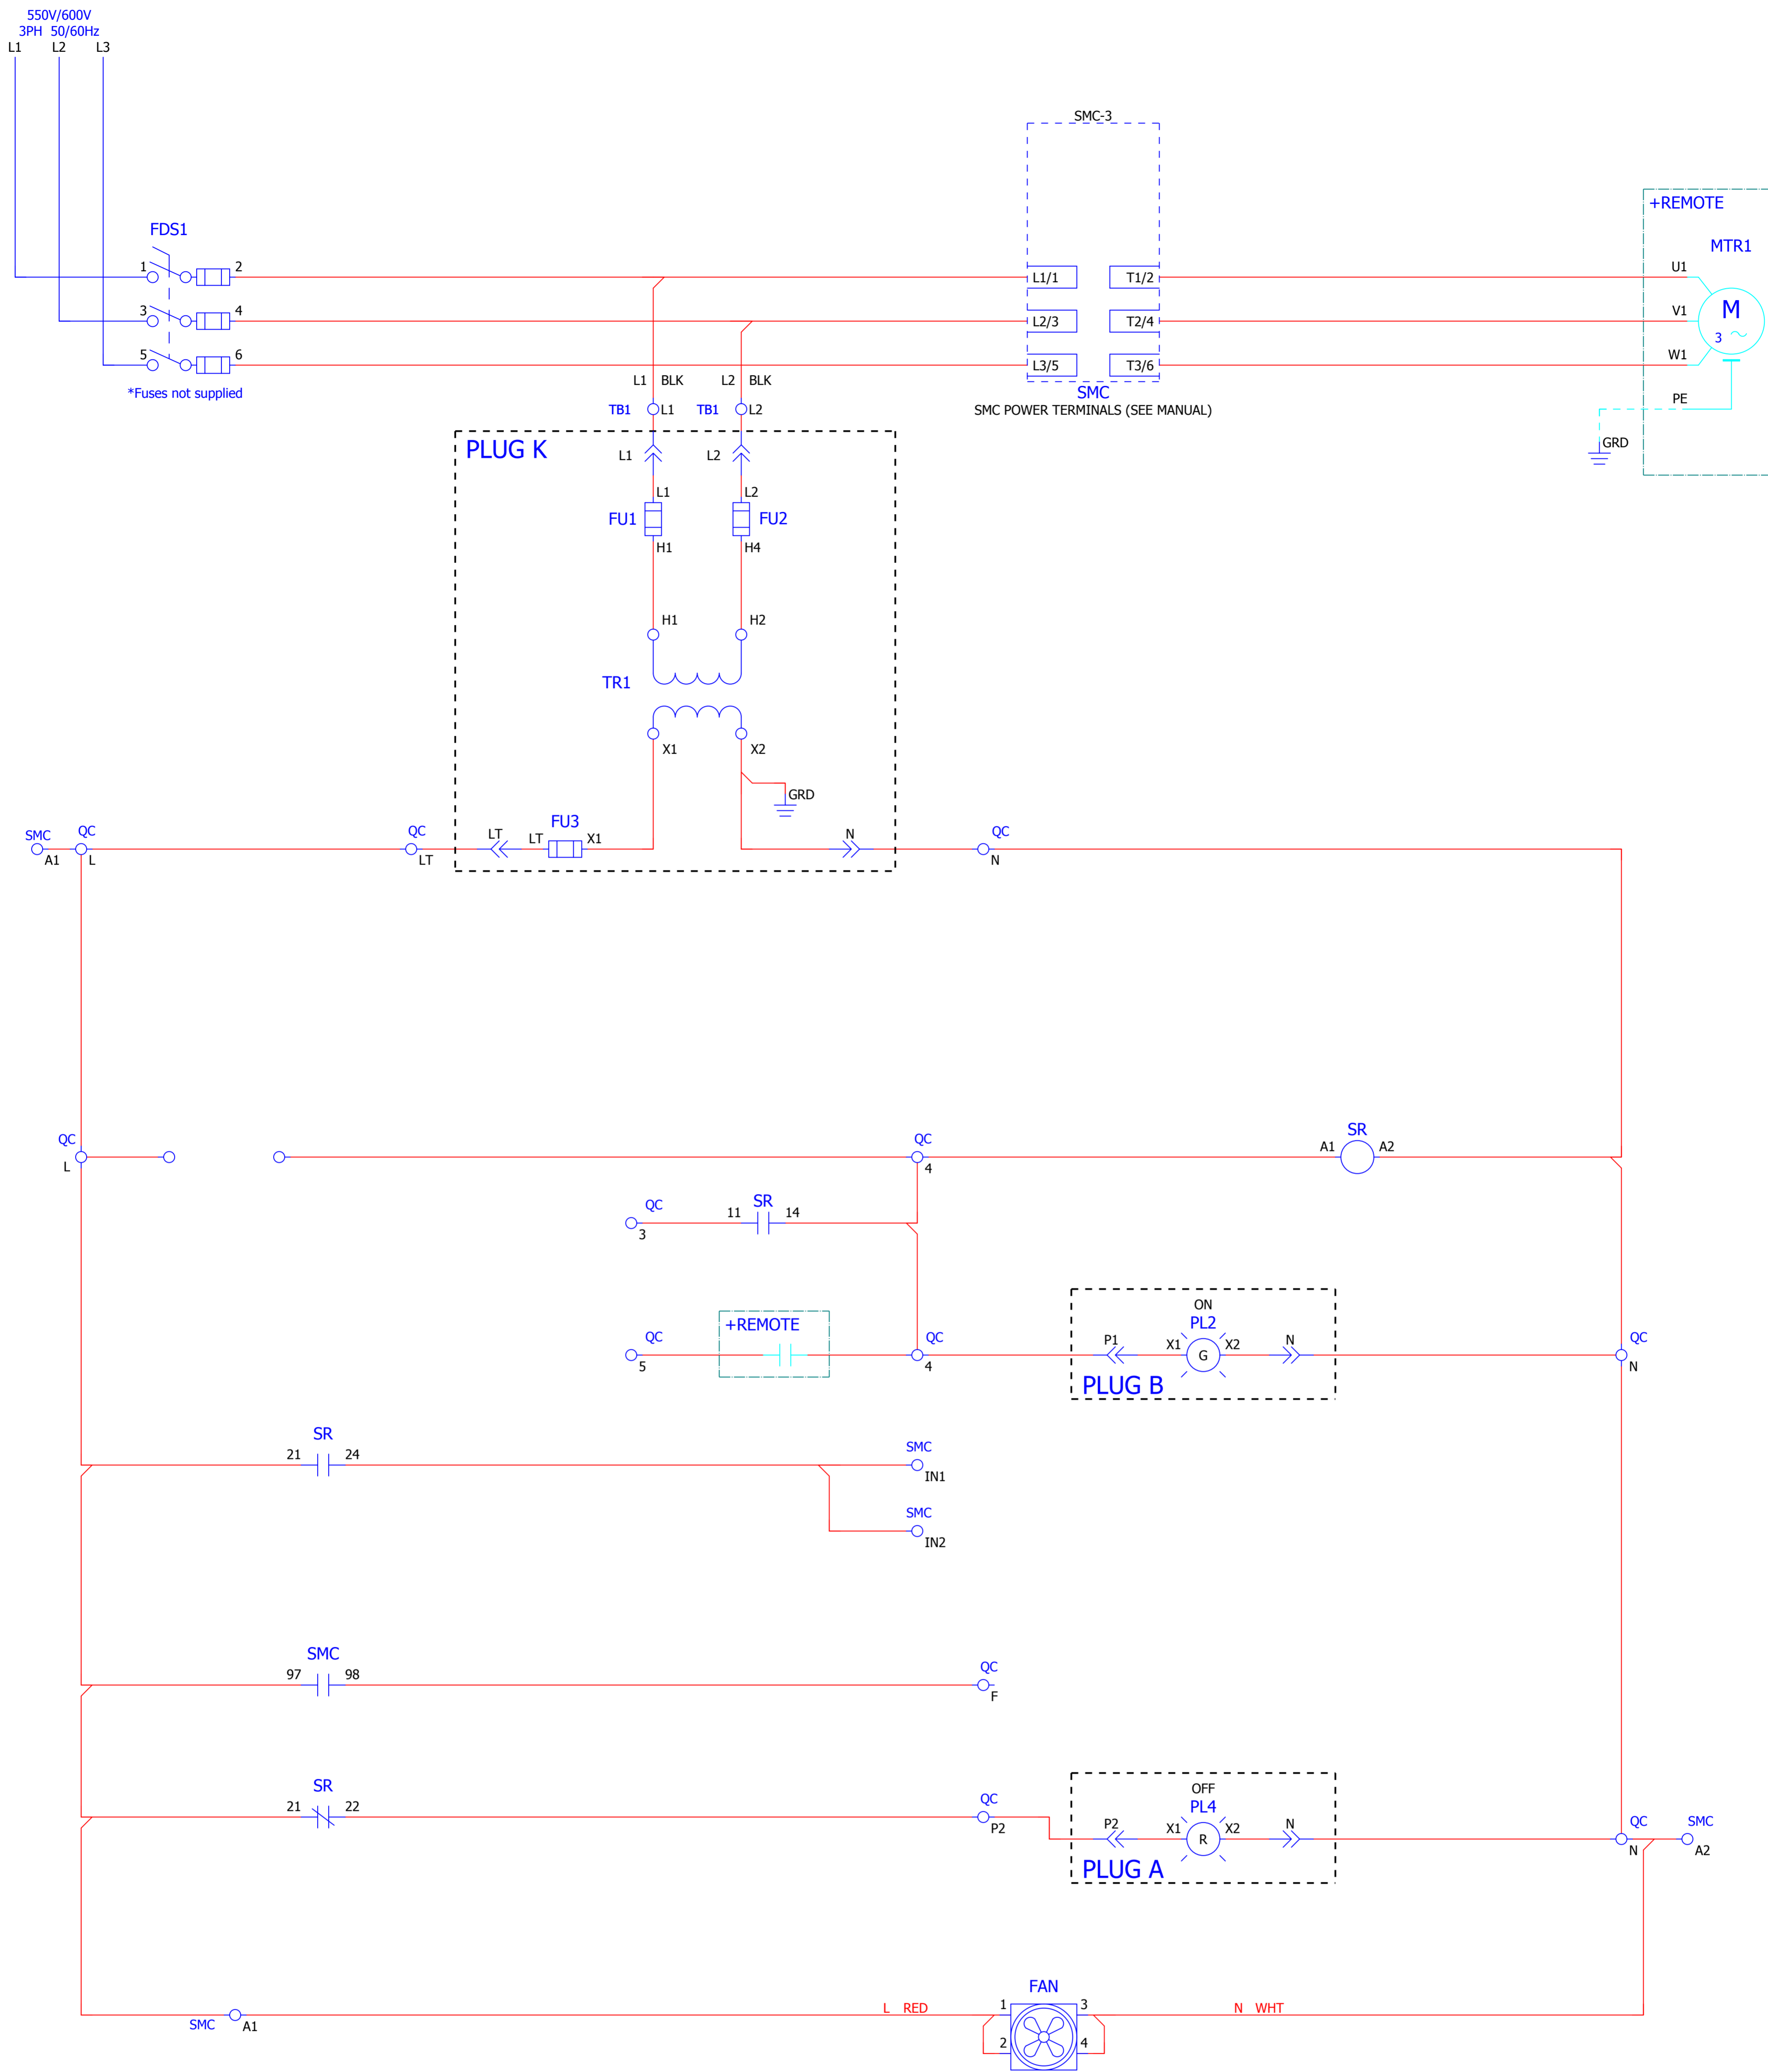 550V/600V
3PH 50/60Hz
L1 L2 L3
SMC-3
+REMOTE
FDS1
MTR1
1 2 L1/1 T1/2 U1
3 4 L2/3 T2/4 V1 M
3
5 6 L3/5 T3/6 W1
*Fuses not supplied
L1 BLK L2 BLK
SMC
SMC POWER TERMINALS (SEE MANUAL)
PE
TB1 L1 TB1 L2
GRD
PLUG K
L1 L2
L1 L2
FU1 FU2
H1 H4
H1 H2
TR1
X1 X2
GRD
FU3
SMC QC QC LT LT X1 N QC
A1 L LT N
QC QC SR
A1 A2
L 4
QC SR
11 14
3
ON
QC +REMOTE QC PL2 QC
P1 X1 G X2 N
5 4 N
PLUG B
SR SMC
21 24
IN1
SMC
IN2
SMC QC
97 98
F
SR OFF
21 22 QC PL4 QC SMC
P2 P2 X1 R X2 N N A2
PLUG A
FAN
L RED 1 3 N WHT
SMC A1
2 4